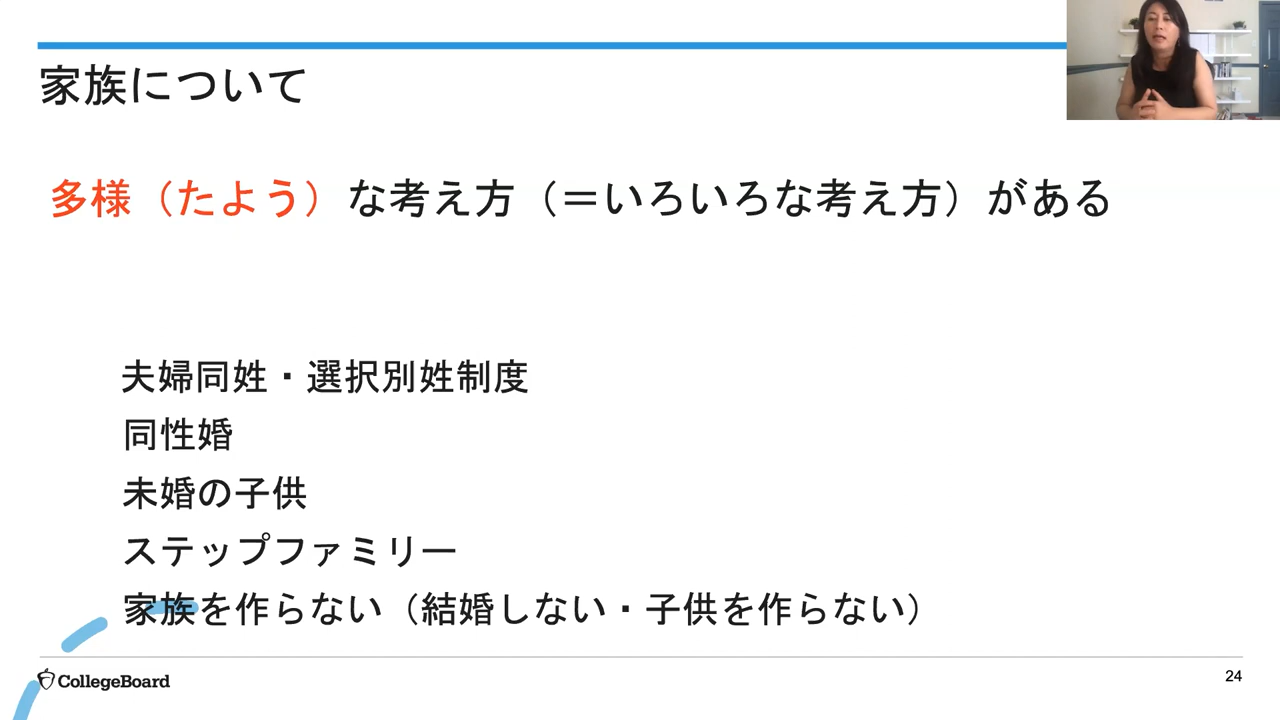 家族について
多様（たよう）な考え方（＝いろいろな考え方）がある
夫婦同姓・選択別姓制度
同性婚
未婚の子供
ステップファミリー
家族を作らない（結婚しない・子供を作らない）
CollegeBoard
24